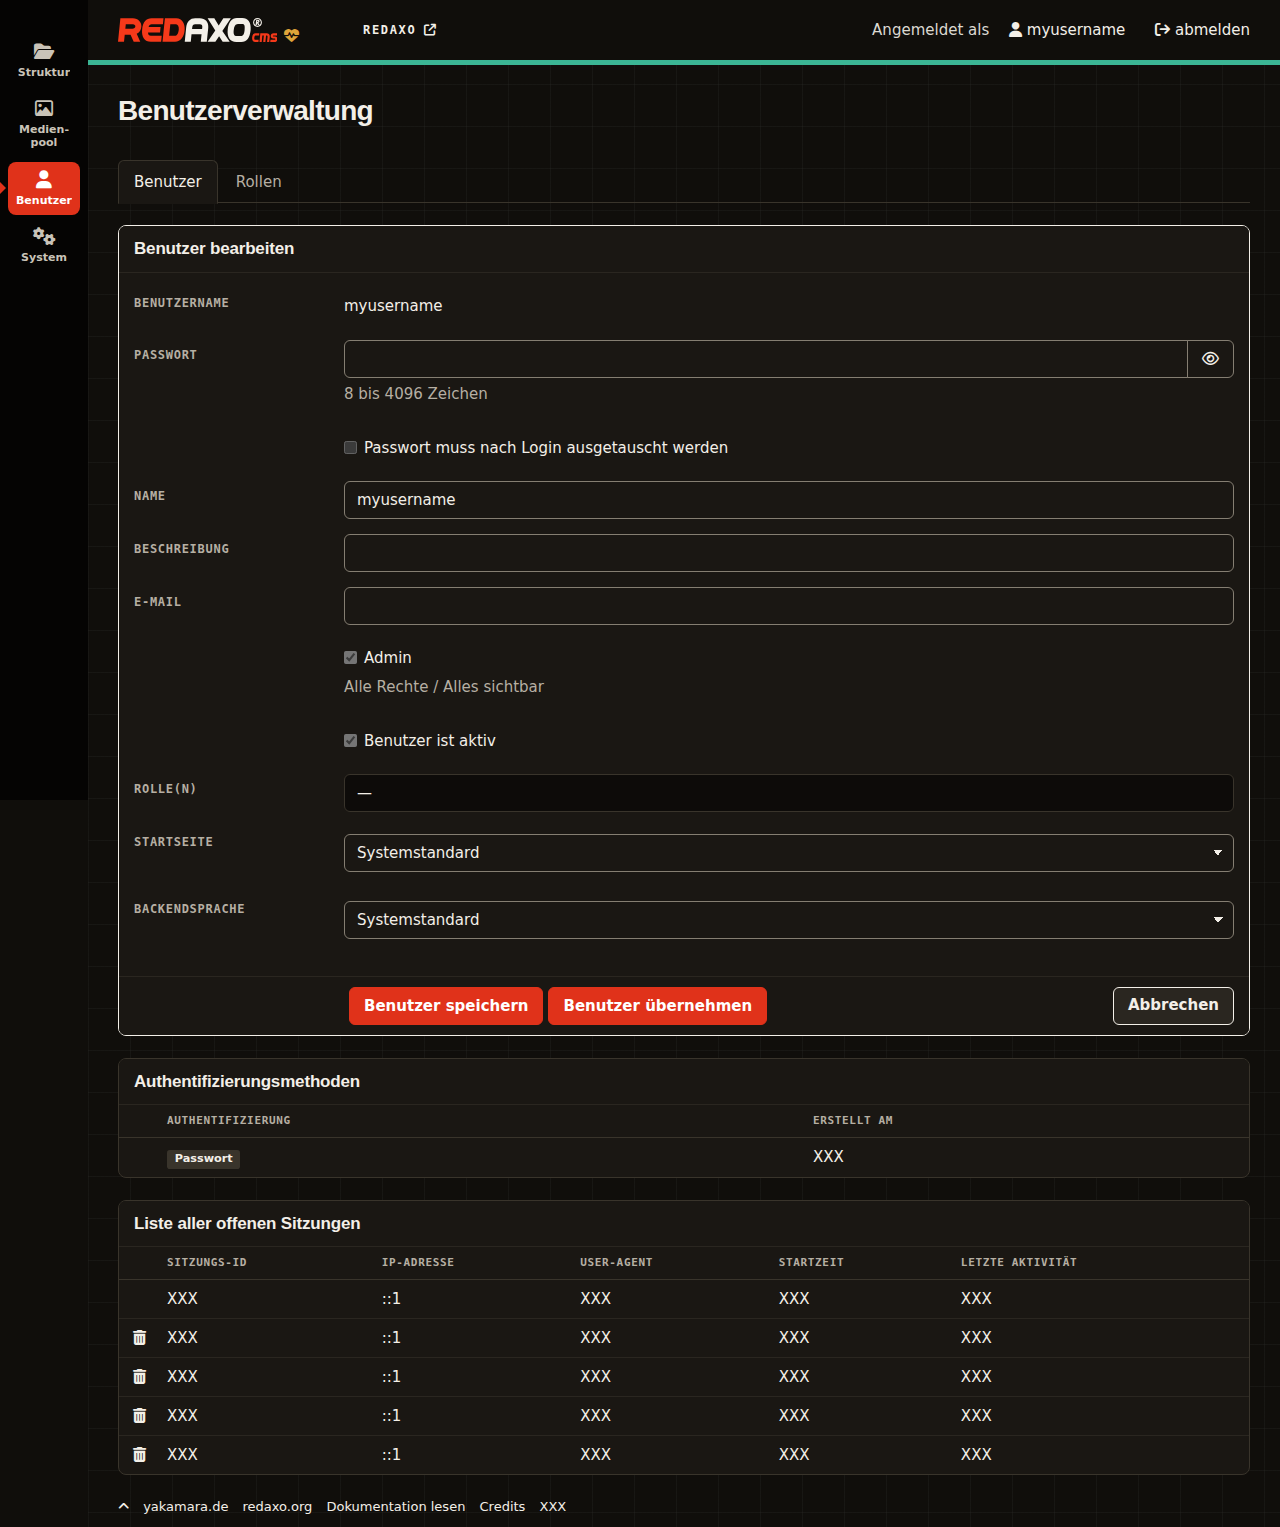 REDAXO® cms
REDAXO
Angemeldet als myusername abmelden
Struktur
Medien-
pool
Benutzer
System
Benutzerverwaltung
Benutzer Rollen
Benutzer bearbeiten
BENUTZERNAME myusername
PASSWORT
8 bis 4096 Zeichen
Passwort muss nach Login ausgetauscht werden
NAME myusername
BESCHREIBUNG
E-MAIL
Admin
Alle Rechte / Alles sichtbar
Benutzer ist aktiv
ROLLE(N) —
STARTSEITE Systemstandard
BACKENDSPRACHE Systemstandard
Benutzer speichern Benutzer übernehmen Abbrechen
Authentifizierungsmethoden
AUTHENTIFIZIERUNG ERSTELLT AM
Passwort XXX
Liste aller offenen Sitzungen
SITZUNGS-ID IP-ADRESSE USER-AGENT STARTZEIT LETZTE AKTIVITÄT
XXX ::1 XXX XXX XXX
XXX ::1 XXX XXX XXX
XXX ::1 XXX XXX XXX
XXX ::1 XXX XXX XXX
XXX ::1 XXX XXX XXX
yakamara.de redaxo.org Dokumentation lesen Credits XXX